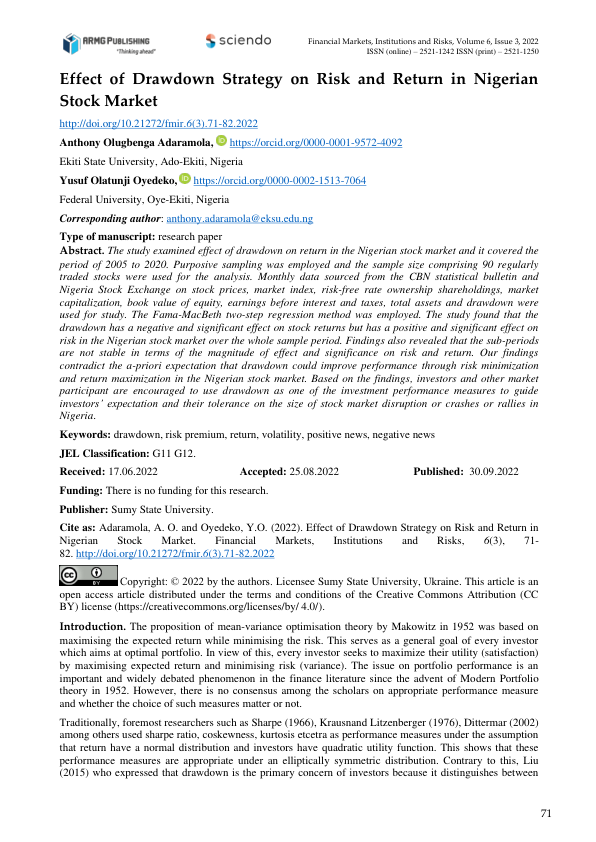 ARMG PUBLISHING
"Thinking ahead"
sciendo
Financial Markets, Institutions and Risks, Volume 6, Issue 3, 2022
ISSN (online) – 2521-1242 ISSN (print) – 2521-1250
Effect of Drawdown Strategy on Risk and Return in Nigerian
Stock Market
http://doi.org/10.21272/fmir.6(3).71-82.2022
Anthony Olugbenga Adaramola, iD https://orcid.org/0000-0001-9572-4092
Ekiti State University, Ado-Ekiti, Nigeria
Yusuf Olatunji Oyedeko, iD https://orcid.org/0000-0002-1513-7064
Federal University, Oye-Ekiti, Nigeria
Corresponding author: anthony.adaramola@eksu.edu.ng
Type of manuscript: research paper
Abstract. The study examined effect of drawdown on return in the Nigerian stock market and it covered the
period of 2005 to 2020. Purposive sampling was employed and the sample size comprising 90 regularly
traded stocks were used for the analysis. Monthly data sourced from the CBN statistical bulletin and
Nigeria Stock Exchange on stock prices, market index, risk-free rate ownership shareholdings, market
capitalization, book value of equity, earnings before interest and taxes, total assets and drawdown were
used for study. The Fama-MacBeth two-step regression method was employed. The study found that the
drawdown has a negative and significant effect on stock returns but has a positive and significant effect on
risk in the Nigerian stock market over the whole sample period. Findings also revealed that the sub-periods
are not stable in terms of the magnitude of effect and significance on risk and return. Our findings
contradict the a-priori expectation that drawdown could improve performance through risk minimization
and return maximization in the Nigerian stock market. Based on the findings, investors and other market
participant are encouraged to use drawdown as one of the investment performance measures to guide
investors' expectation and their tolerance on the size of stock market disruption or crashes or rallies in
Nigeria.
Keywords: drawdown, risk premium, return, volatility, positive news, negative news
JEL Classification: G11 G12.
Received: 17.06.2022 Accepted: 25.08.2022 Published: 30.09.2022
Funding: There is no funding for this research.
Publisher: Sumy State University.
Cite as: Adaramola, A. O. and Oyedeko, Y.O. (2022). Effect of Drawdown Strategy on Risk and Return in
Nigerian Stock Market. Financial Markets, Institutions and Risks, 6(3), 71-
82. http://doi.org/10.21272/fmir.6(3).71-82.2022
cc BY Copyright: © 2022 by the authors. Licensee Sumy State University, Ukraine. This article is an
open access article distributed under the terms and conditions of the Creative Commons Attribution (CC
BY) license (https://creativecommons.org/licenses/by/ 4.0/).
Introduction. The proposition of mean-variance optimisation theory by Makowitz in 1952 was based on
maximising the expected return while minimising the risk. This serves as a general goal of every investor
which aims at optimal portfolio. In view of this, every investor seeks to maximize their utility (satisfaction)
by maximising expected return and minimising risk (variance). The issue on portfolio performance is an
important and widely debated phenomenon in the finance literature since the advent of Modern Portfolio
theory in 1952. However, there is no consensus among the scholars on appropriate performance measure
and whether the choice of such measures matter or not.
Traditionally, foremost researchers such as Sharpe (1966), Krausnand Litzenberger (1976), Dittermar (2002)
among others used sharpe ratio, coskewness, kurtosis etcetra as performance measures under the assumption
that return have a normal distribution and investors have quadratic utility function. This shows that these
performance measures are appropriate under an elliptically symmetric distribution. Contrary to this, Liu
(2015) who expressed that drawdown is the primary concern of investors because it distinguishes between
71